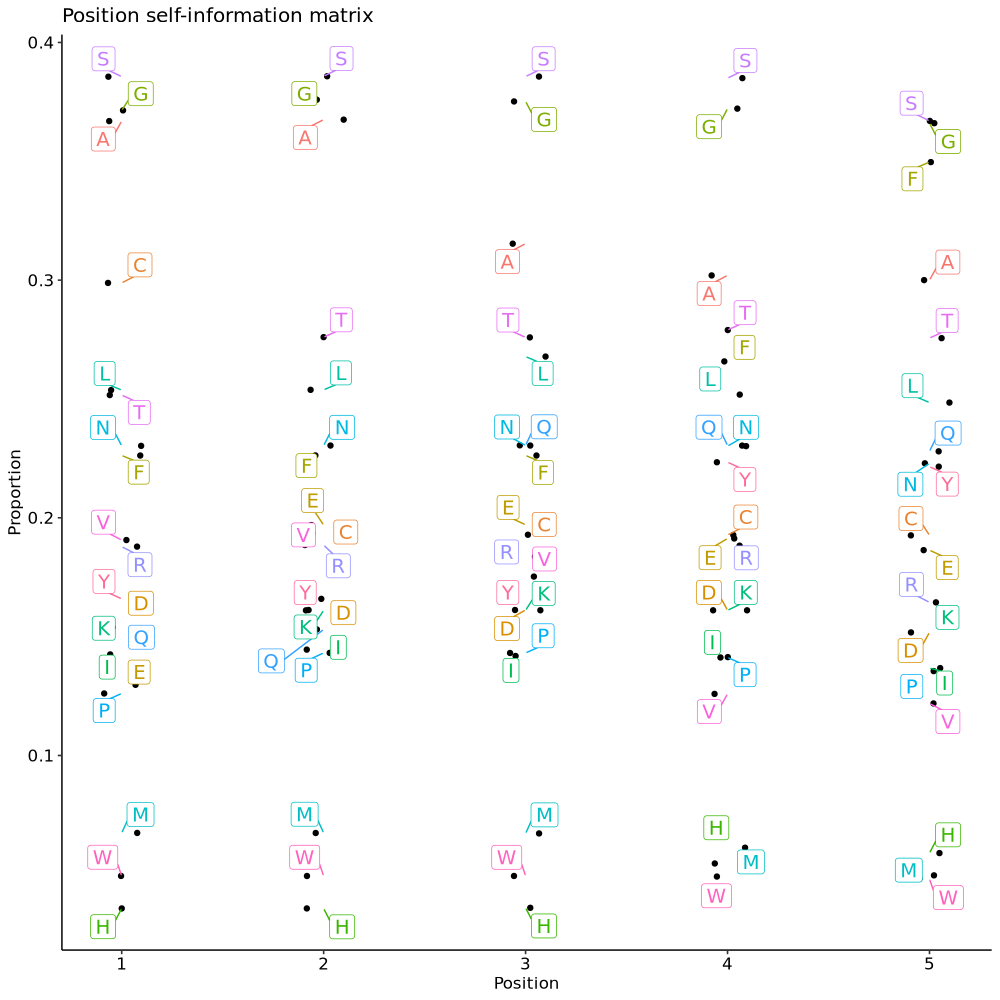 Position self-information matrix
0.4
S
S
S
S
G
G
S
G
G
G
A
A
F
0.3
C
A
A
A
T
T
T
T
F
L
L
L
L
L
T
N
N
N
Q
Q
N
Q
F
F
F
Y
N
Y
Proportion
0.2
E
E
V
V
C
C
C
C
R
R
R
V
E
R
E
Y
Y
Y
K
D
K
R
D
D
K
K
K
Q
D
P
I
D
I
Q
I
E
P
I
P
P
I
P
V
V
0.1
M
M
M
H
H
W
W
W
M
M
W
W
H
H
H
1
2
3
4
5
Position